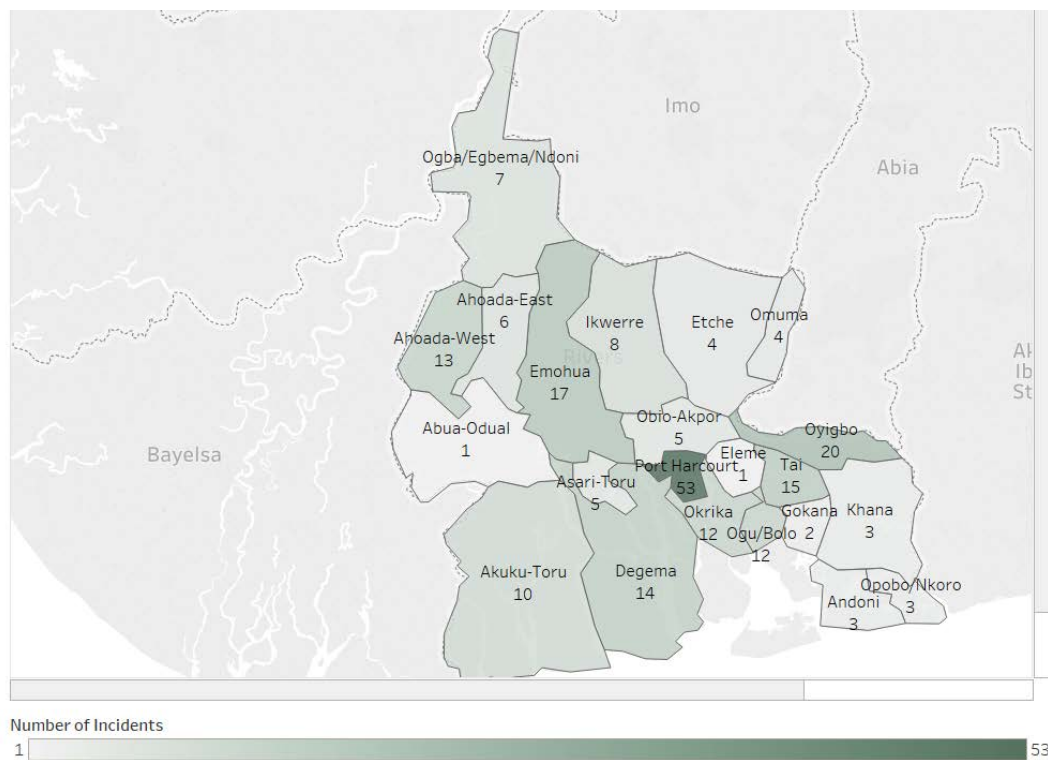 Imo
Abia
Ogba/Egbema/Ndoni
7
Ahoada-East
6
Ahoada-West
13
Ikwerre
8
Etche
4
Omuma
4
Rivers
Emohua
17
Obio-Akpor
5
Abua-Odual
1
Bayelsa
Oyigbo
20
Eleme
1
Tai
15
Port Harcourt
53
Asari-Toru
5
Okrika
12
Ogu/Bolo
12
Gokana
2
Khana
3
Akuku-Toru
10
Degema
14
Opobo/Nkoro
3
Andoni
3
Ak
Ib
St
Number of Incidents
1
53